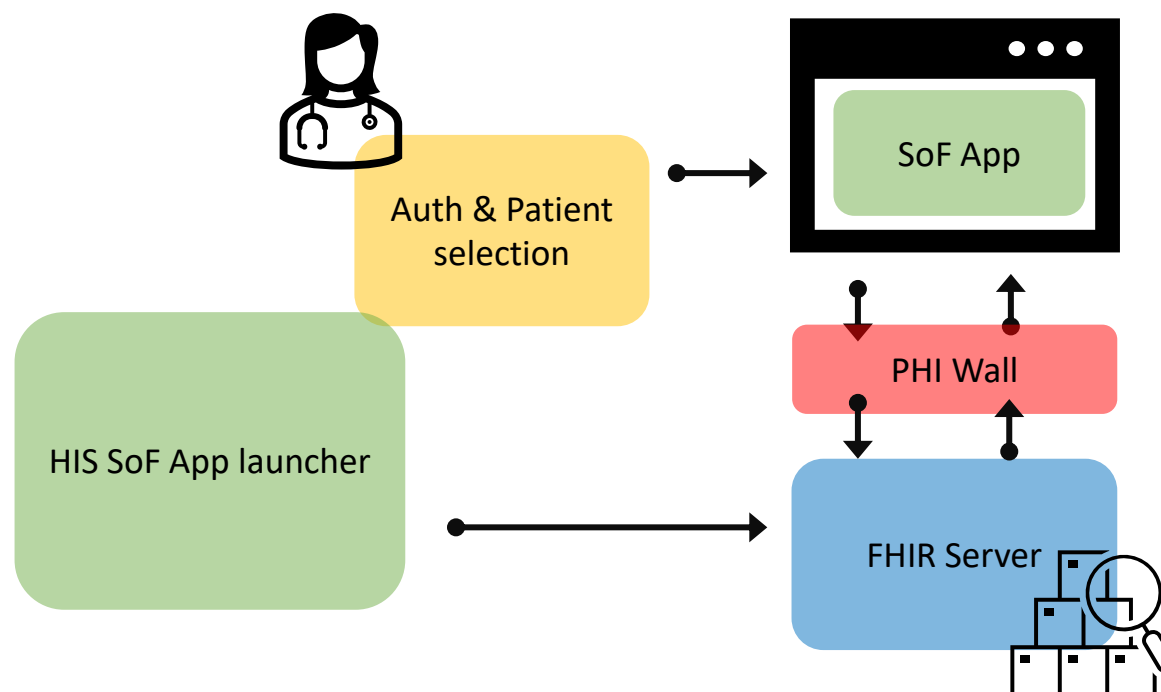 SoF App
Auth & Patient
selection
PHI Wall
HIS SoF App launcher
FHIR Server